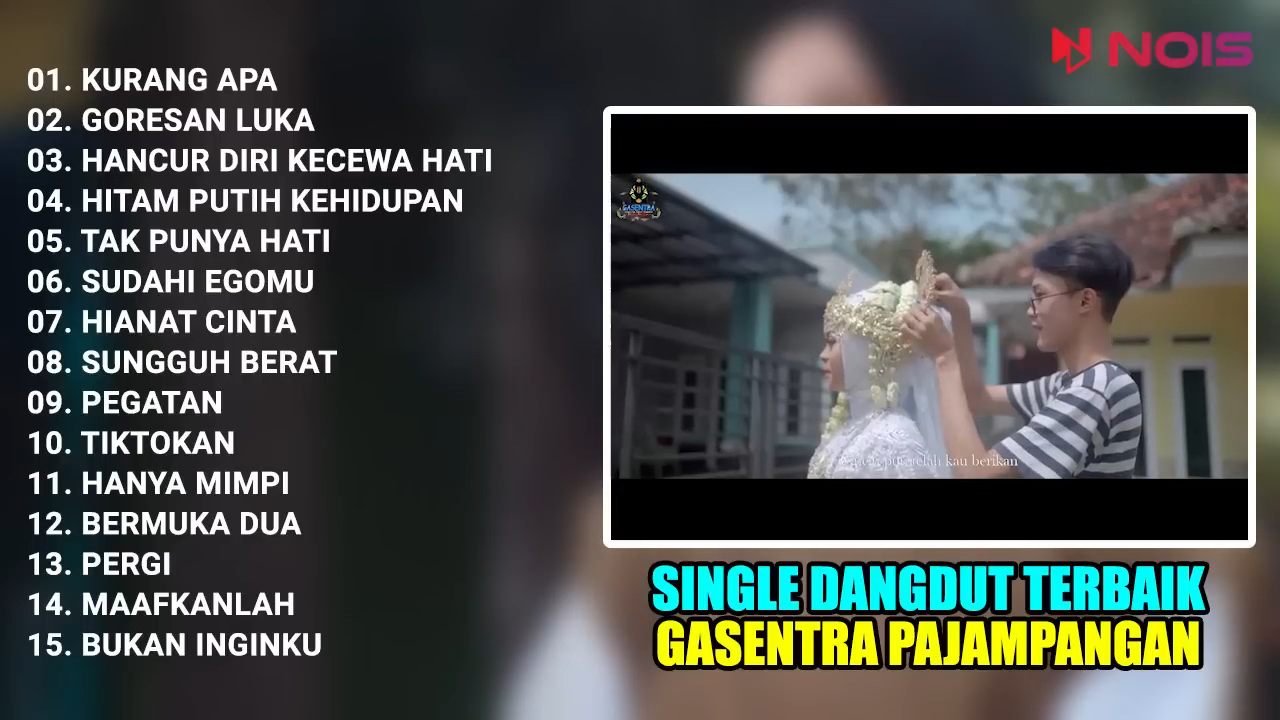 NOIS
01. KURANG APA
02. GORESAN LUKA
03. HANCUR DIRI KECEWA HATI
04. HITAM PUTIH KEHIDUPAN
05. TAK PUNYA HATI
06. SUDAHI EGOMU
07. HIANAT CINTA
08. SUNGGUH BERAT
09. PEGATAN
10. TIKTOKAN
11. HANYA MIMPI
12. BERMUKA DUA
13. PERGI
14. MAAFKANLAH
15. BUKAN INGINKU
GASENTRA
kau berikan
SINGLE DANGDUT TERBAIK
GASENTRA PAJAMPANGAN